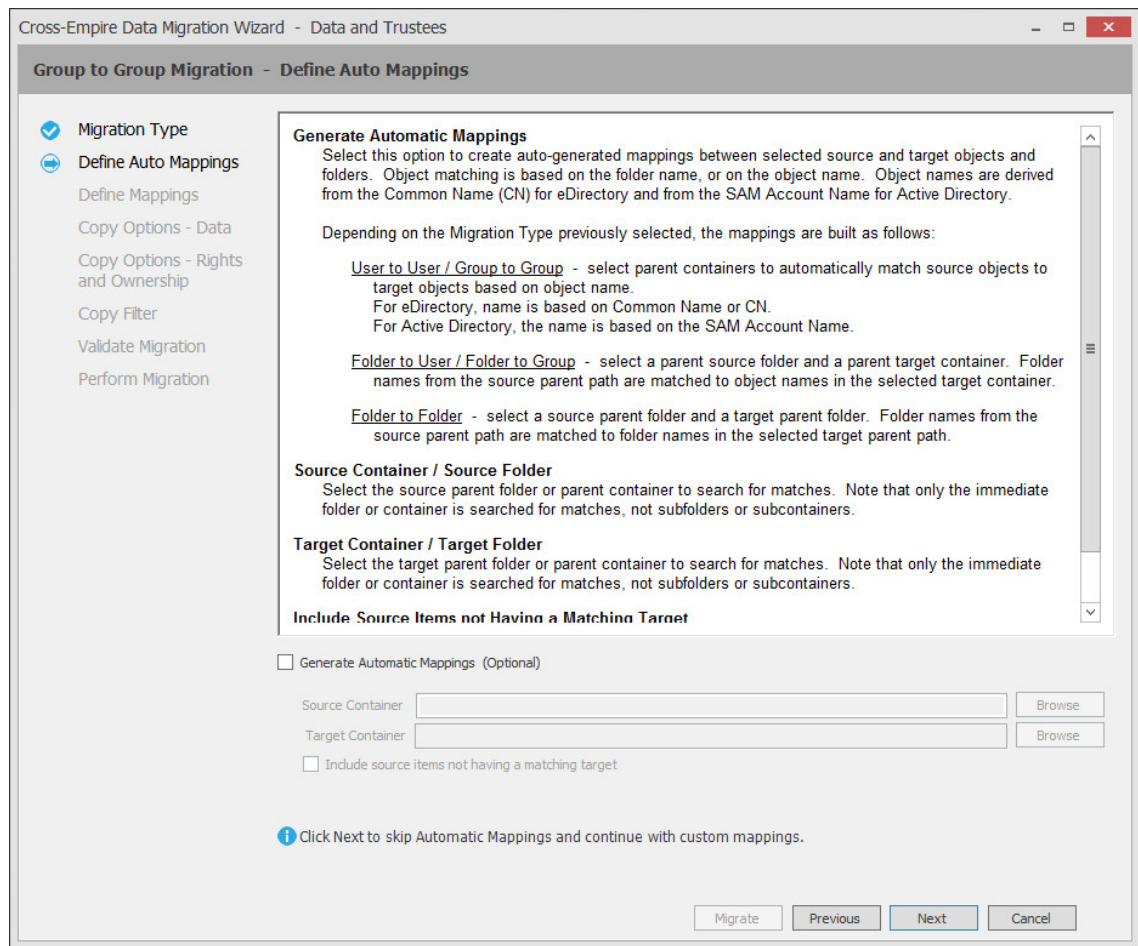 Cross-Empire Data Migration Wizard - Data and Trustees
Group to Group Migration - Define Auto Mappings
Migration Type
Define Auto Mappings
Define Mappings
Copy Options - Data
Copy Options - Rights
and Ownership
Copy Filter
Validate Migration
Perform Migration
Generate Automatic Mappings
Select this option to create auto-generated mappings between selected source and target objects and
folders. Object matching is based on the folder name, or on the object name. Object names are derived
from the Common Name (CN) for eDirectory and from the SAM Account Name for Active Directory.
Depending on the Migration Type previously selected, the mappings are built as follows:
User to User / Group to Group - select parent containers to automatically match source objects to
target objects based on object name.
For eDirectory, name is based on Common Name or CN.
For Active Directory, the name is based on the SAM Account Name.
Folder to User / Folder to Group - select a parent source folder and a parent target container. Folder
names from the source parent path are matched to object names in the selected target container.
Folder to Folder - select a source parent folder and a target parent folder. Folder names from the
source parent path are matched to folder names in the selected target parent path.
Source Container / Source Folder
Select the source parent folder or parent container to search for matches. Note that only the immediate
folder or container is searched for matches, not subfolders or subcontainers.
Target Container / Target Folder
Select the target parent folder or parent container to search for matches. Note that only the immediate
folder or container is searched for matches, not subfolders or subcontainers.
Include Source Items not Having a Matching Target
Generate Automatic Mappings (Optional)
Source Container
Browse
Target Container
Browse
Include source items not having a matching target
Click Next to skip Automatic Mappings and continue with custom mappings.
Migrate
Previous
Next
Cancel